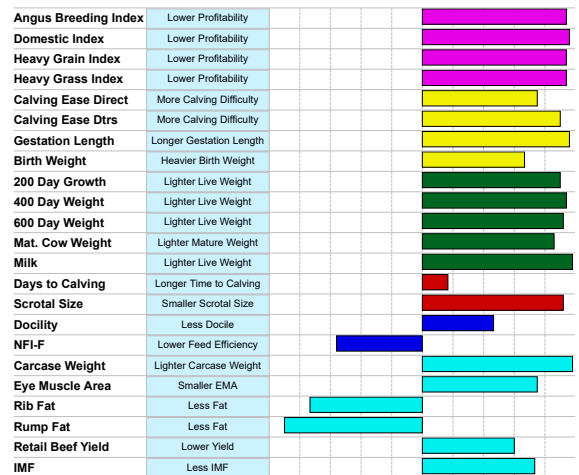 Angus Breeding Index Lower Profitability
Domestic Index Lower Profitability
Heavy Grain Index Lower Profitability
Heavy Grass Index Lower Profitability
Calving Ease Direct More Calving Difficulty
Calving Ease Dtrs More Calving Difficulty
Gestation Length Longer Gestation Length
Birth Weight Heavier Birth Weight
200 Day Growth Lighter Live Weight
400 Day Weight Lighter Live Weight
600 Day Weight Lighter Live Weight
Mat. Cow Weight Lighter Mature Weight
Milk Lighter Live Weight
Days to Calving Longer Time to Calving
Scrotal Size Smaller Scrotal Size
Docility Less Docile
NFI-F Lower Feed Efficiency
Carcase Weight Lighter Carcase Weight
Eye Muscle Area Smaller EMA
Rib Fat Less Fat
Rump Fat Less Fat
Retail Beef Yield Lower Yield
IMF Less IMF